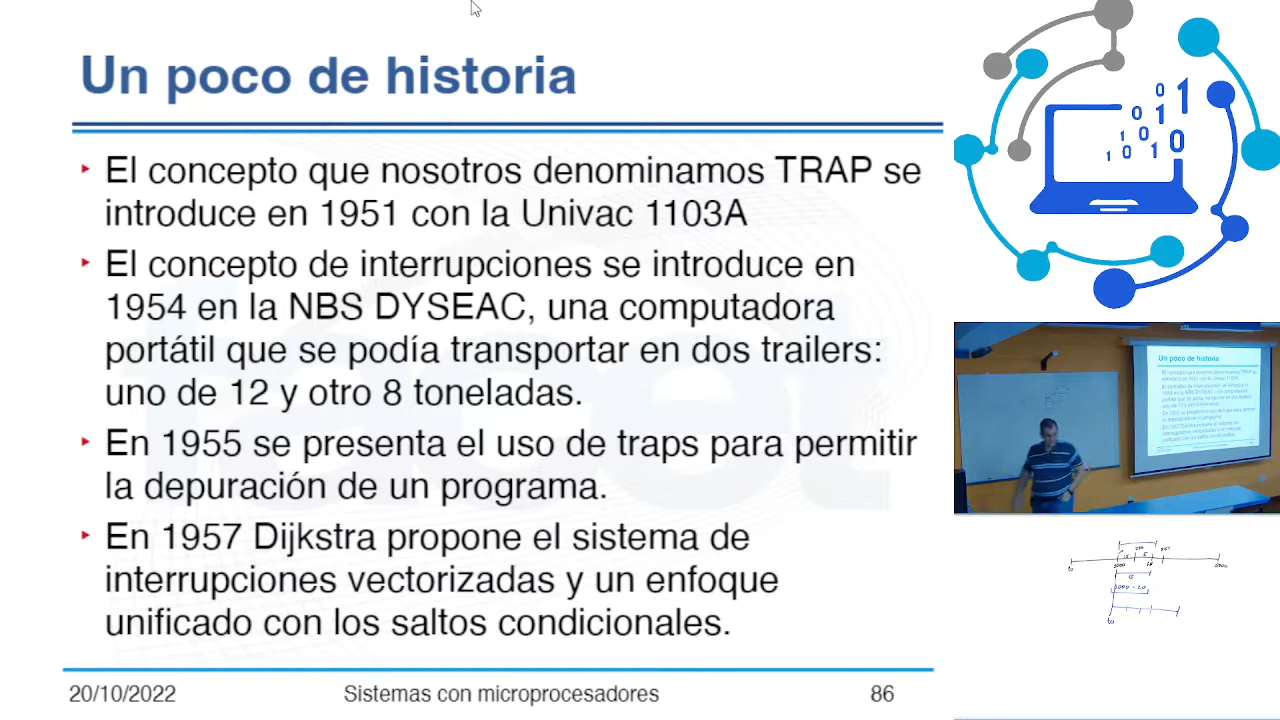 Un poco de historia
El concepto que nosotros denominamos TRAP se
introduce en 1951 con la Univac 1103A
El concepto de interrupciones se introduce en
1954 en la NBS DYSEAC, una computadora
portátil que se podía transportar en dos trailers:
uno de 12 y otro 8 toneladas.
En 1955 se presenta el uso de traps para permitir
la depuración de un programa.
En 1957 Dijkstra propone el sistema de
interrupciones vectorizadas y un enfoque
unificado con los saltos condicionales.
20/10/2022 Sistemas con microprocesadores 86
0 1
0 1
1 0 0
1 0 1
Un poco de historia